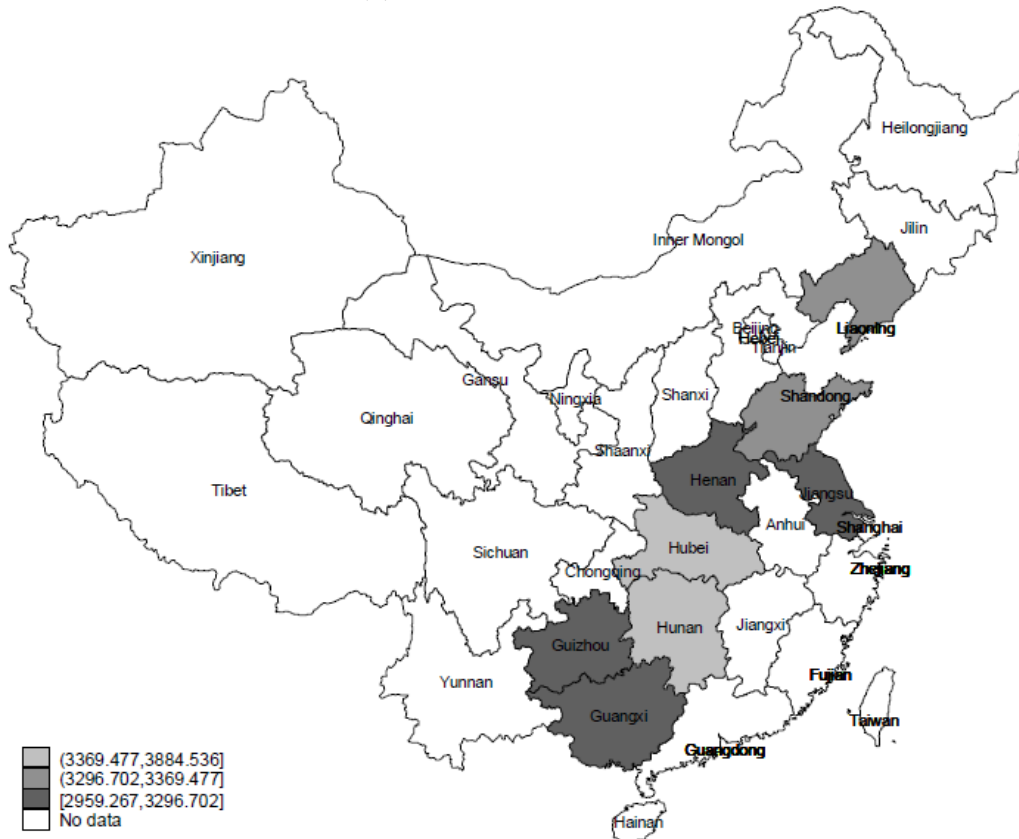 Heilongjiang
Jilin
Inner Mongol
Xinjiang
Beijing
Hebei
Tianjin
Liaoning
Gansu
Ningxia
Shanxi
Shandong
Qinghai
Shaanxi
Henan
Jiangsu
Tibet
Anhui
Shanghai
Sichuan
Hubei
Chongqing
Zhejiang
Guizhou
Hunan
Jiangxi
Yunnan
Fujian
Guangxi
Taiwan
Guangdong
(3369.477,3884.536]
(3296.702,3369.477]
[2959.267,3296.702]
No data
Hainan